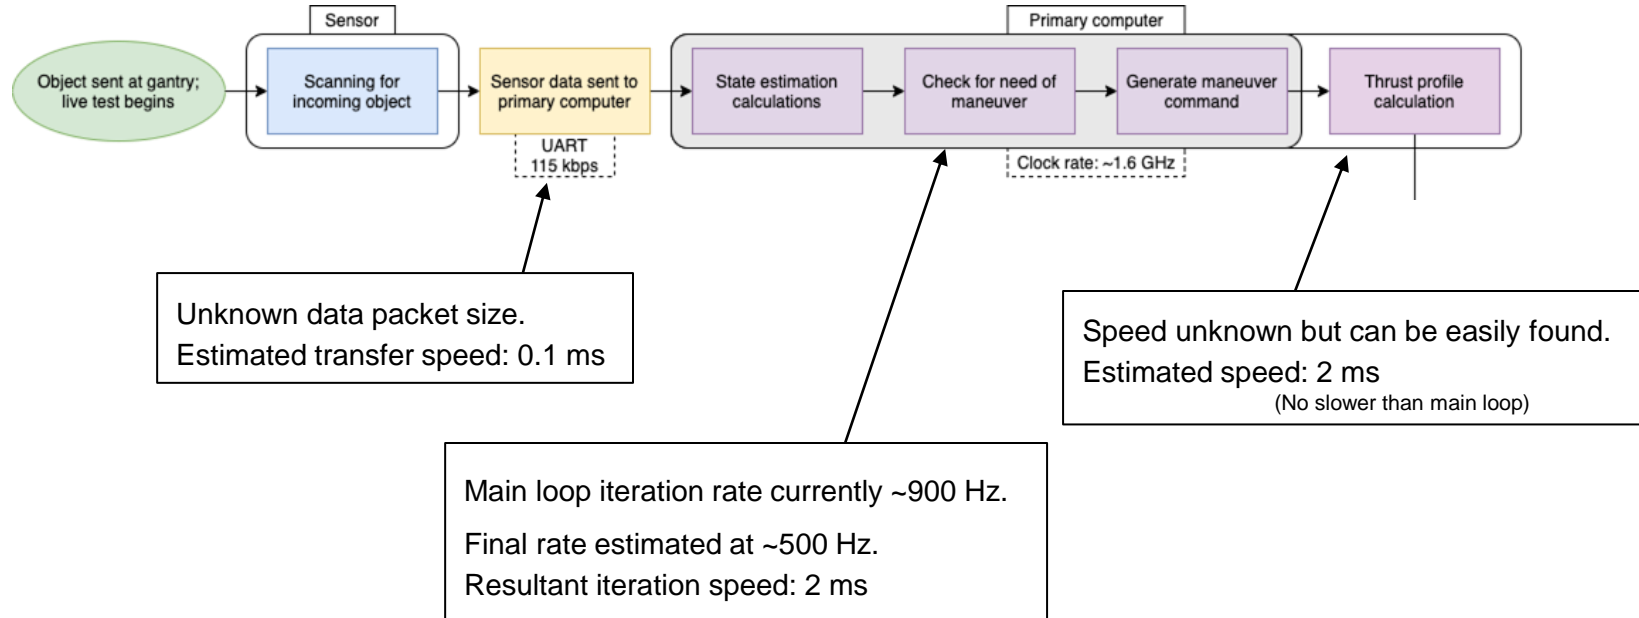 Sensor
Primary computer
Object sent at gantry;
live test begins
Scanning for
incoming object
Sensor data sent to
primary computer
State estimation
calculations
Check for need of
maneuver
Generate maneuver
command
Thrust profile
calculation
UART
115 kbps
Clock rate: ~1.6 GHz
Unknown data packet size.
Estimated transfer speed: 0.1 ms
Speed unknown but can be easily found.
Estimated speed: 2 ms
(No slower than main loop)
Main loop iteration rate currently ~900 Hz.
Final rate estimated at ~500 Hz.
Resultant iteration speed: 2 ms